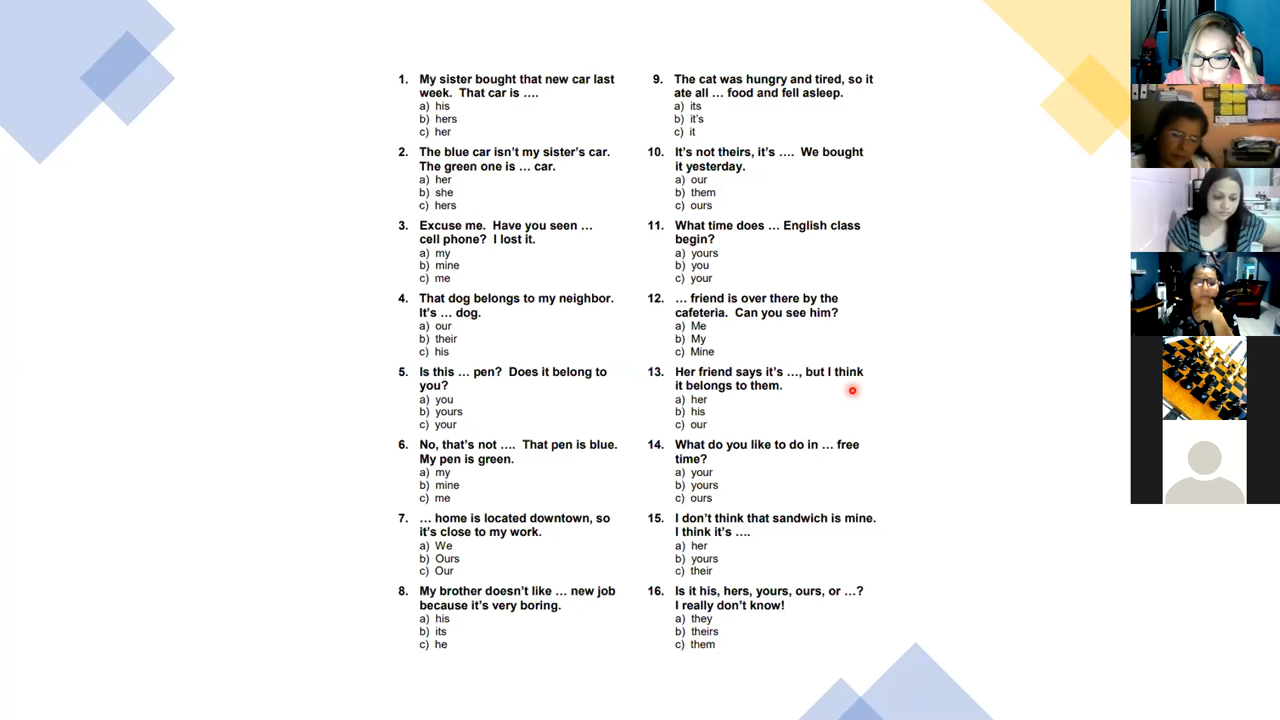 1. My sister bought that new car last
week. That car is ….
a) his
b) hers
c) her
2. The blue car isn't my sister's car.
The green one is … car.
a) her
b) she
c) hers
3. Excuse me. Have you seen …
cell phone? I lost it.
a) my
b) mine
c) me
4. That dog belongs to my neighbor.
It's … dog.
a) our
b) their
c) his
5. Is this … pen? Does it belong to
you?
a) you
b) yours
c) your
6. No, that's not …. That pen is blue.
My pen is green.
a) my
b) mine
c) me
7. … home is located downtown, so
it's close to my work.
a) We
b) Ours
c) Our
8. My brother doesn't like … new job
because it's very boring.
a) his
b) its
c) he
9. The cat was hungry and tired, so it
ate all … food and fell asleep.
a) its
b) it's
c) it
10. It's not theirs, it's …. We bought
it yesterday.
a) our
b) them
c) ours
11. What time does … English class
begin?
a) yours
b) you
c) your
12. … friend is over there by the
cafeteria. Can you see him?
a) Me
b) My
c) Mine
13. Her friend says it's …, but I think
it belongs to them.
a) her
b) his
c) our
14. What do you like to do in … free
time?
a) your
b) yours
c) ours
15. I don't think that sandwich is mine.
I think it's ….
a) her
b) yours
c) their
16. Is it his, hers, yours, ours, or …?
I really don't know!
a) they
b) theirs
c) them